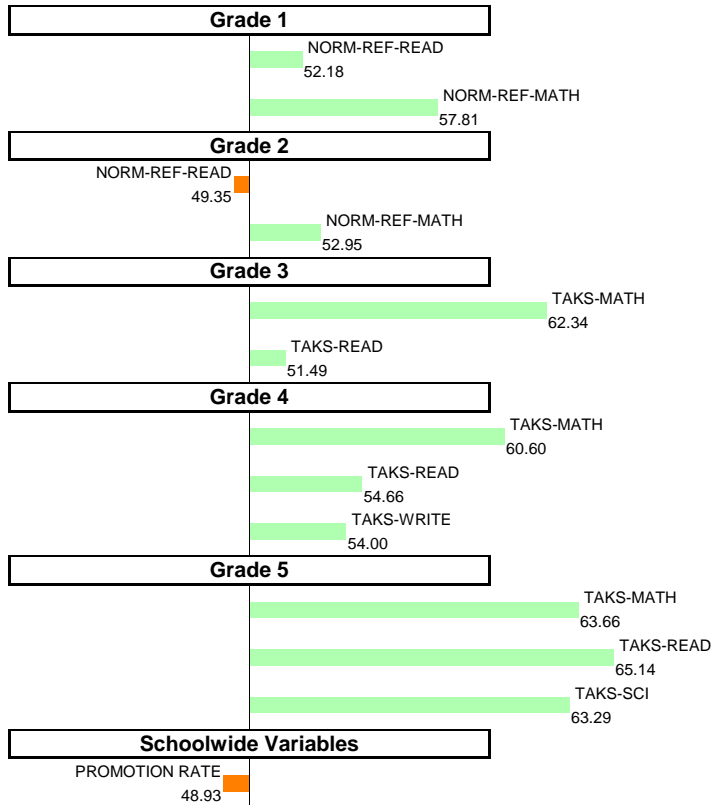 Grade 1
NORM-REF-READ
52.18
NORM-REF-MATH
57.81
Grade 2
NORM-REF-READ
49.35
NORM-REF-MATH
52.95
Grade 3
TAKS-MATH
62.34
TAKS-READ
51.49
Grade 4
TAKS-MATH
60.60
TAKS-READ
54.66
TAKS-WRITE
54.00
Grade 5
TAKS-MATH
63.66
TAKS-READ
65.14
TAKS-SCI
63.29
Schoolwide Variables
PROMOTION RATE
48.93